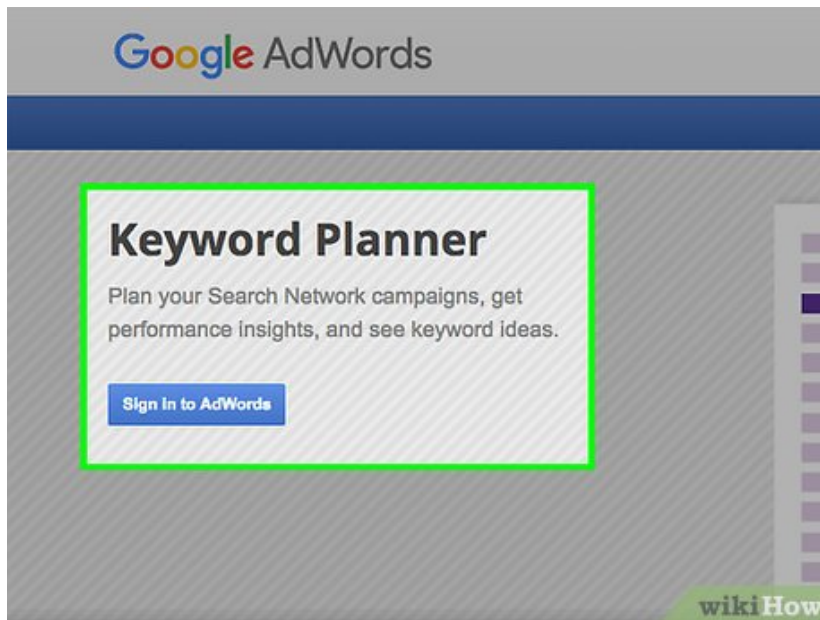 Google AdWords
Keyword Planner
Plan your Search Network campaigns, get
performance insights, and see keyword ideas.
Sign in to AdWords
wikiHow